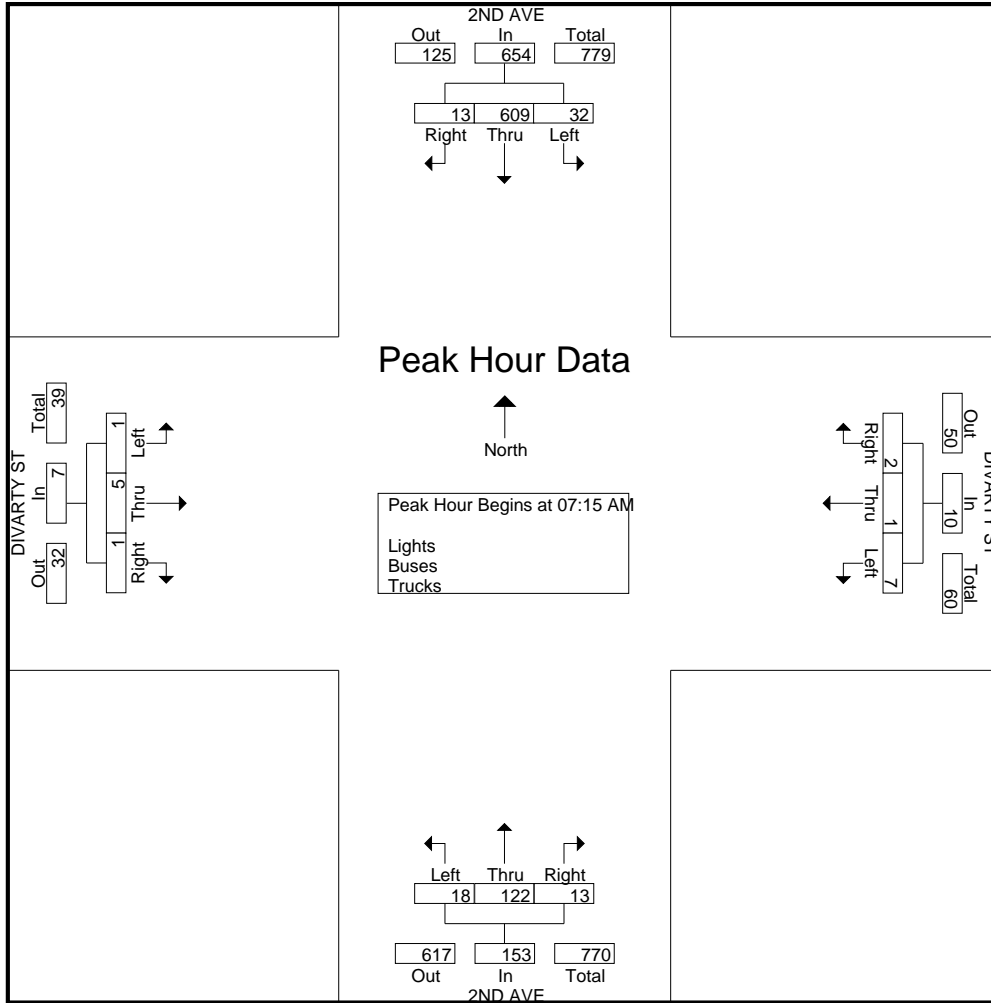 2ND AVE
Out In Total
125 654 779
13 609 32
Right Thru Left
Peak Hour Data
North
Peak Hour Begins at 07:15 AM
Lights
Buses
Trucks
DIVARTY ST
Out In Total
32 7 39
1 5 1
Left Thru Right
DIVARTY ST
Out In Total
50 10 60
2 1 7
Right Thru Left
Left Thru Right
18 122 13
617 153 770
Out In Total
2ND AVE